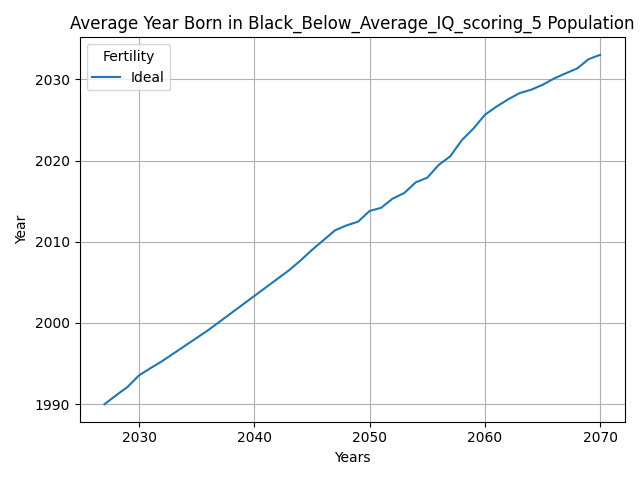 Average Year Born in Black_Below_Average_IQ_scoring_5 Population
Fertility
Ideal
Year
2030
2020
2010
2000
1990
2030 2040 2050 2060 2070
Years